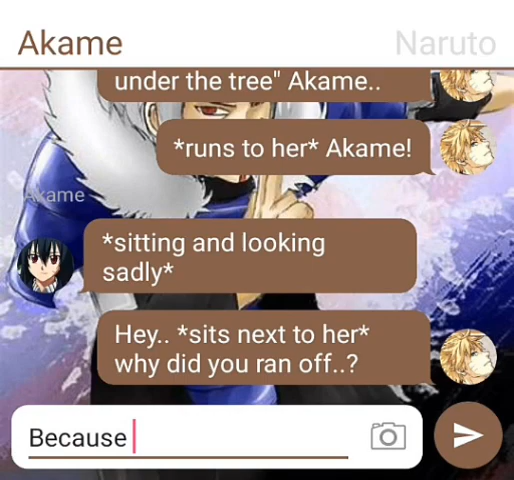 Akame
Naruto
under the tree" Akame..
*runs to her* Akame!
Akame
*sitting and looking
sadly*
Hey.. *sits next to her*
why did you ran off..?
Because